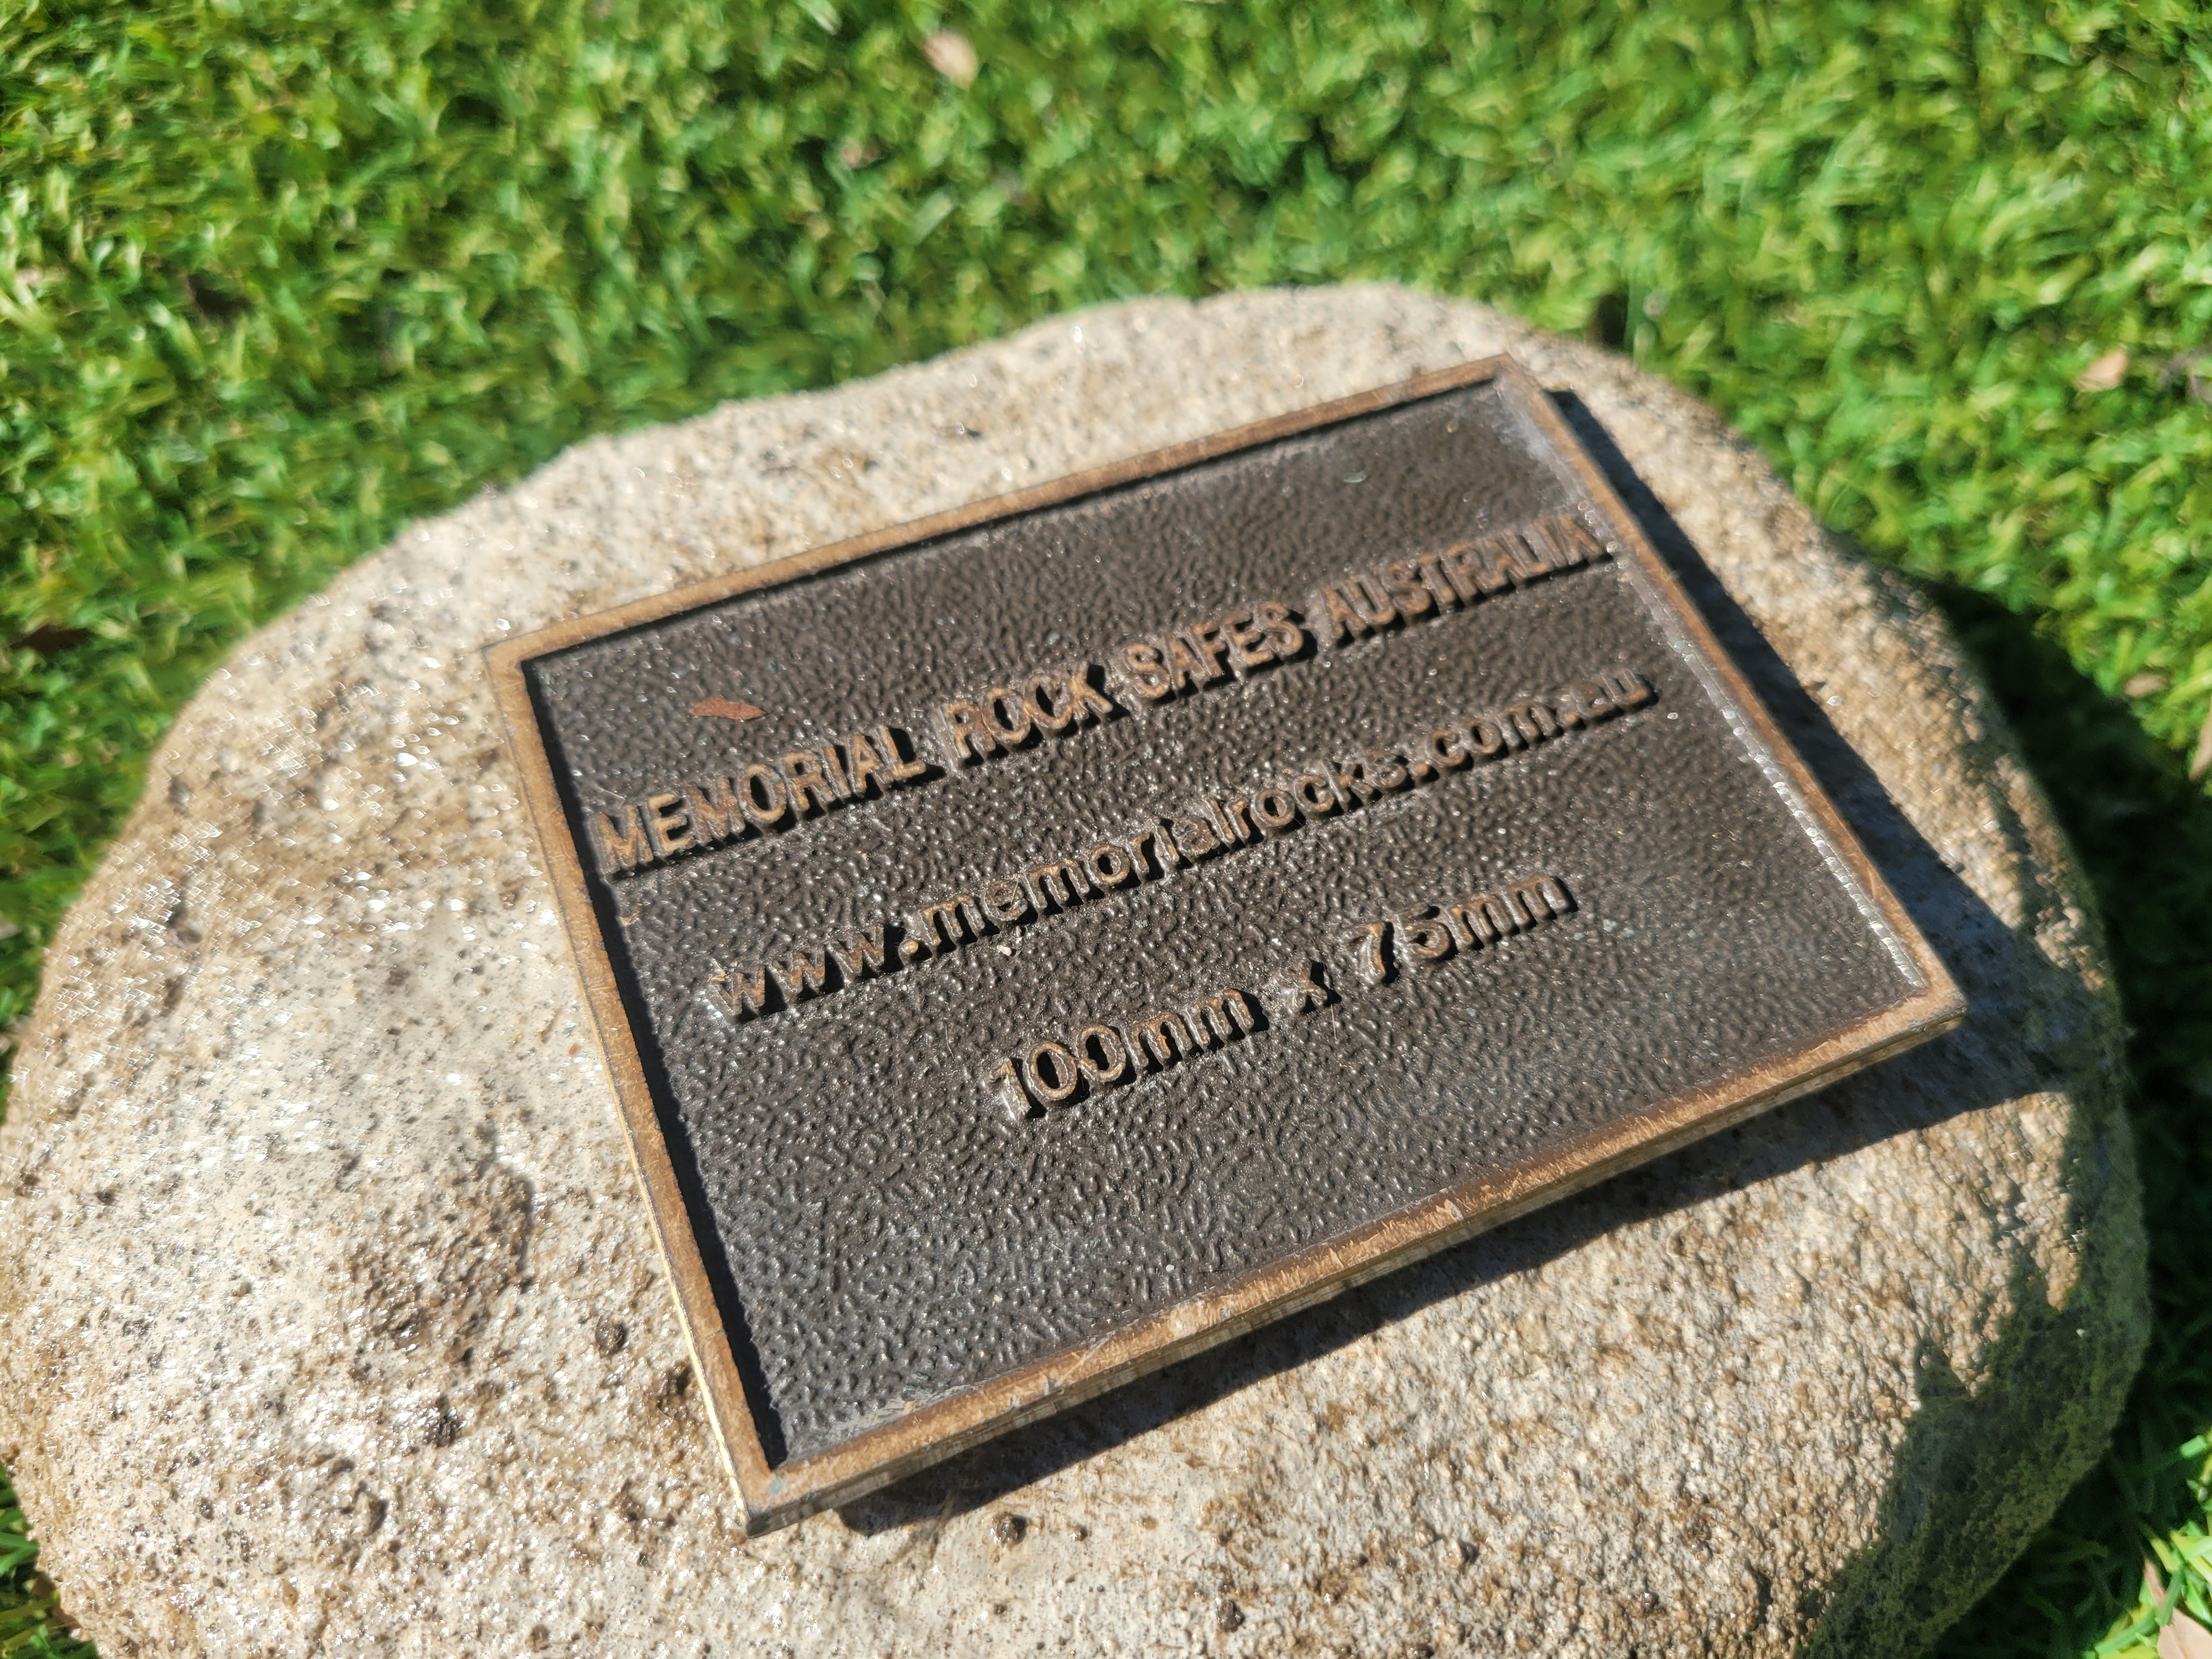 MEMORIAL ROCK SAFES AUSTRALIA
www.memorialrocks.com.au
100mm x 75mm